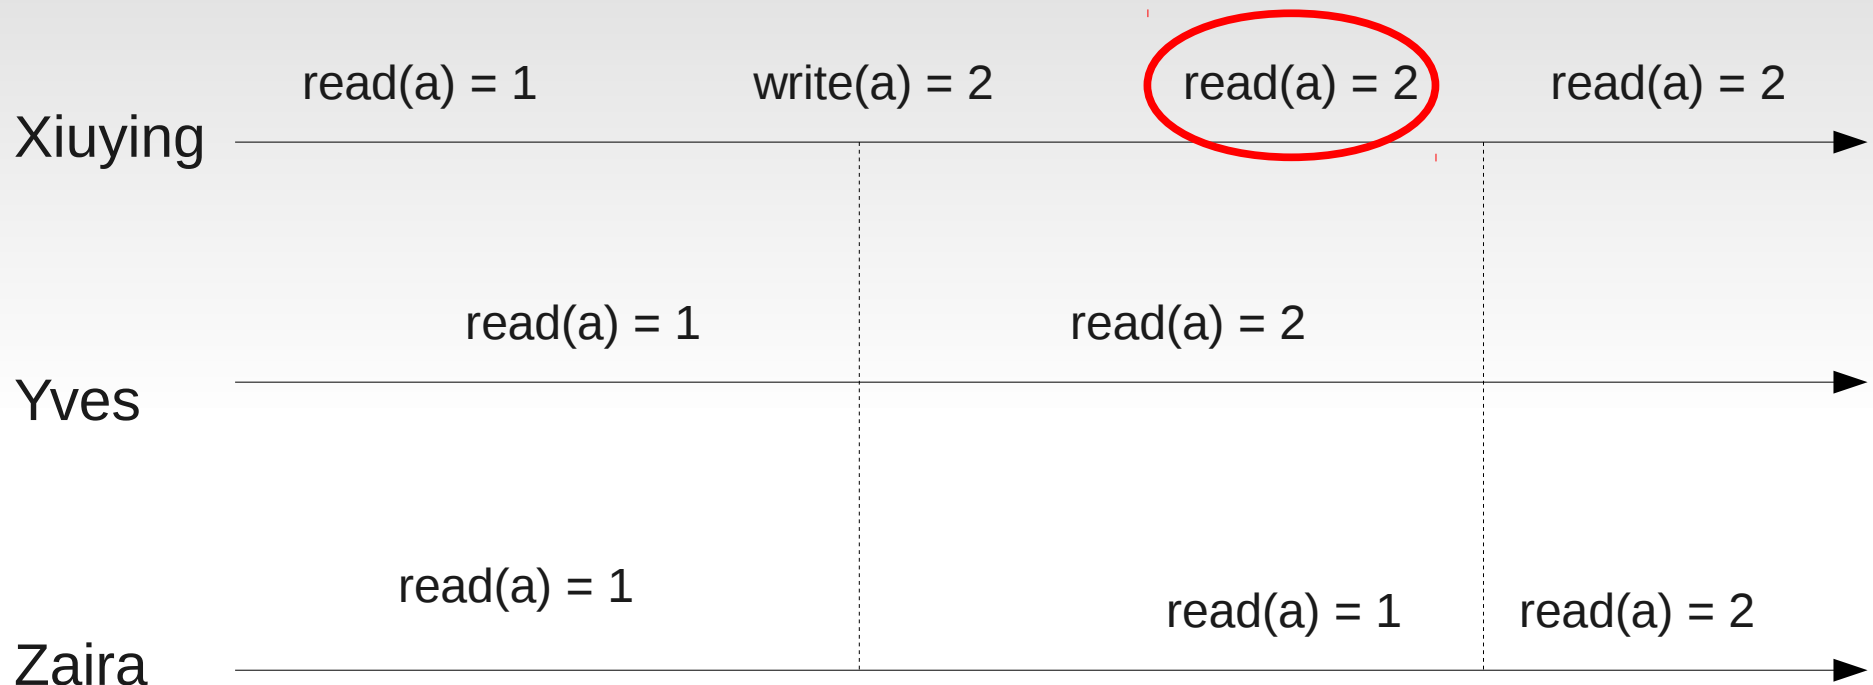 read(a) = 1 write(a) = 2 read(a) = 2 read(a) = 2
Xiuying
read(a) = 1 read(a) = 2
Yves
read(a) = 1 read(a) = 1 read(a) = 2
Zaira